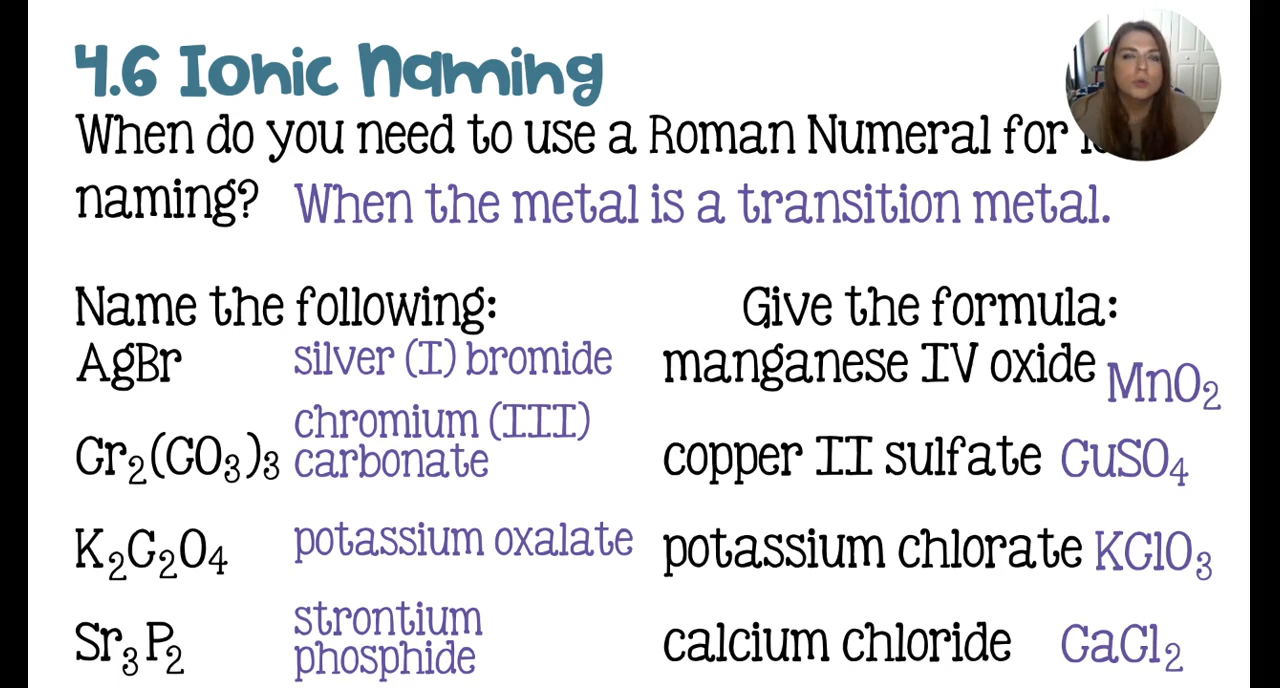 4.6 Ionic Naming
When do you need to use a Roman Numeral for
naming? When the metal is a transition metal.
Name the following:
Give the formula:
AgBr silver (I) bromide
manganese IV oxide MnO₂
Cr₂(CO₃)₃ chromium (III)
carbonate
copper II sulfate CuSO₄
K₂C₂O₄ potassium oxalate
potassium chlorate KClO₃
Sr₃P₂ strontium
phosphide
calcium chloride CaCl₂